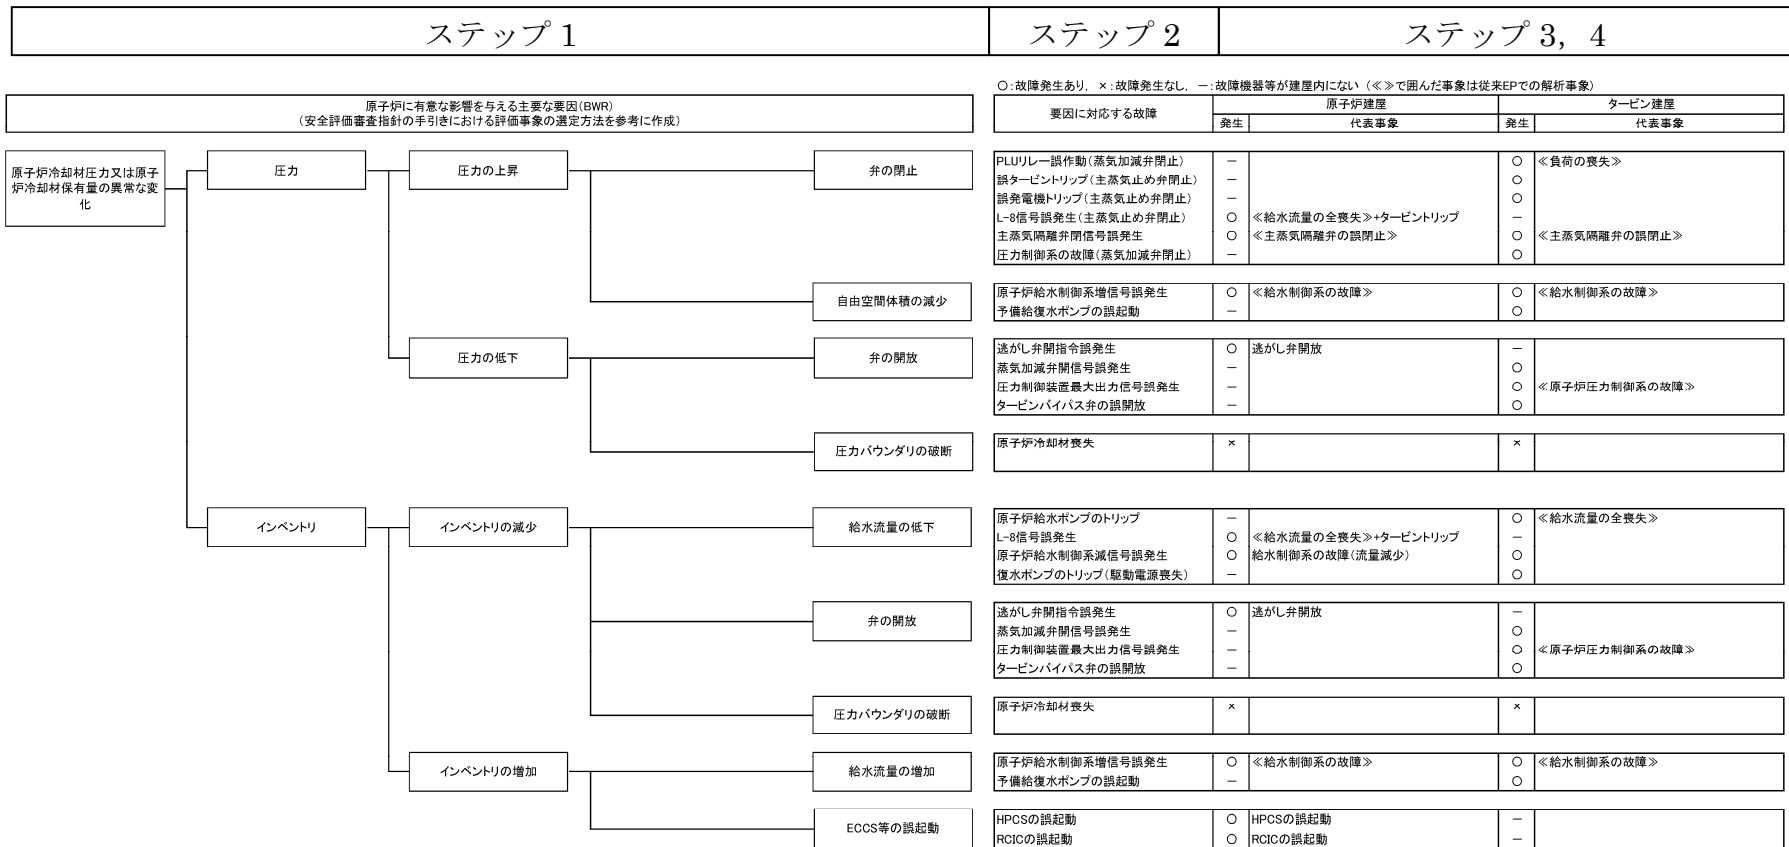 ステップ 1
ステップ 2
ステップ 3，4
○:故障発生あり，×:故障発生なし，－:故障機器等が建屋内にない（≪≫で囲んだ事象は従来EPでの解析事象）
原子炉に有意な影響を与える主要な要因(BWR)
（安全評価審査指針の手引きにおける評価事象の選定方法を参考に作成）
要因に対応する故障
原子炉建屋
タービン建屋
発生
代表事象
発生
代表事象
原子炉冷却材圧力又は原子
炉冷却材保有量の異常な変
化
圧力
圧力の上昇
弁の閉止
PLUリレー誤作動（蒸気加減弁閉止） － ○ ≪負荷の喪失≫
誤タービントリップ（主蒸気止め弁閉止） － ○
誤発電機トリップ（主蒸気止め弁閉止） － ○
L-8信号誤発生（主蒸気止め弁閉止） ○ ≪給水流量の全喪失≫+タービントリップ －
主蒸気隔離弁閉信号誤発生 ○ ≪主蒸気隔離弁の誤閉止≫ ○ ≪主蒸気隔離弁の誤閉止≫
圧力制御系の故障（蒸気加減弁閉止） － ○
自由空間体積の減少
原子炉給水制御系増信号誤発生 ○ ≪給水制御系の故障≫ ○ ≪給水制御系の故障≫
予備給復水ポンプの誤起動 － ○
圧力の低下
弁の開放
逃がし弁開指令誤発生 ○ 逃がし弁開放 －
蒸気加減弁開信号誤発生 － ○
圧力制御装置最大出力信号誤発生 － ○ ≪原子炉圧力制御系の故障≫
タービンバイパス弁の誤開放 － ○
圧力バウンダリの破断
原子炉冷却材喪失 × ×
インベントリ
インベントリの減少
給水流量の低下
原子炉給水ポンプのトリップ － ○ ≪給水流量の全喪失≫
L-8信号誤発生 ○ ≪給水流量の全喪失≫+タービントリップ －
原子炉給水制御系減信号誤発生 ○ 給水制御系の故障（流量減少） ○
復水ポンプのトリップ（駆動電源喪失） － ○
弁の開放
逃がし弁開指令誤発生 ○ 逃がし弁開放 －
蒸気加減弁開信号誤発生 － ○
圧力制御装置最大出力信号誤発生 － ○ ≪原子炉圧力制御系の故障≫
タービンバイパス弁の誤開放 － ○
圧力バウンダリの破断
原子炉冷却材喪失 × ×
インベントリの増加
給水流量の増加
原子炉給水制御系増信号誤発生 ○ ≪給水制御系の故障≫ ○ ≪給水制御系の故障≫
予備給復水ポンプの誤起動 － ○
ECCS等の誤起動
HPCSの誤起動 ○ HPCSの誤起動 －
RCICの誤起動 ○ RCICの誤起動 －